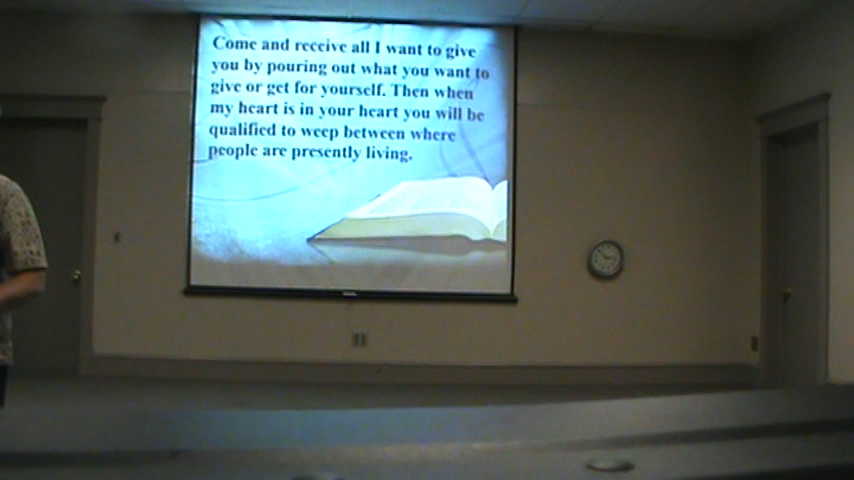 Come and receive all I want to give
you by pouring out what you want to
give or get for yourself. Then when
my heart is in your heart you will be
qualified to weep between where
people are presently living.